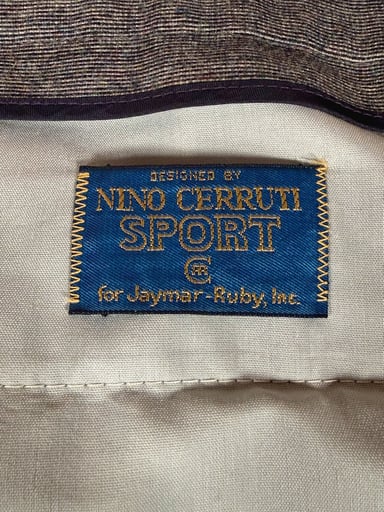 DESIGNED BY
NINO CERRUTI
SPORT
for Jaymar-Ruby, Inc.